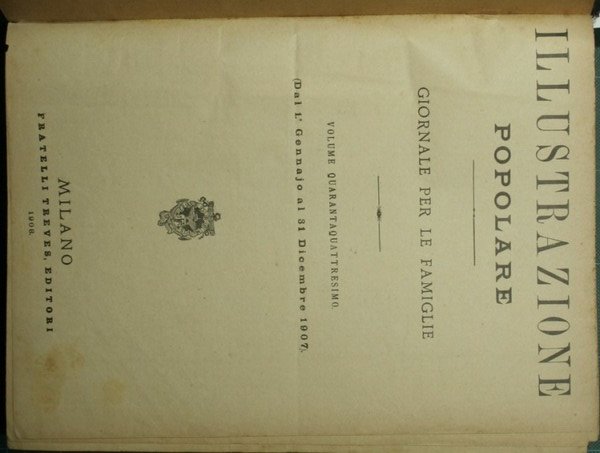 ILLUSTRAZIONE
POPOLARE
GIORNALE PER LE FAMIGLIE
VOLUME QUARANTAQUATTRESIMO
(Dal 1.° Gennajo al 31 Dicembre 1907).
MILANO
FRATELLI TREVES, EDITORI
1908.